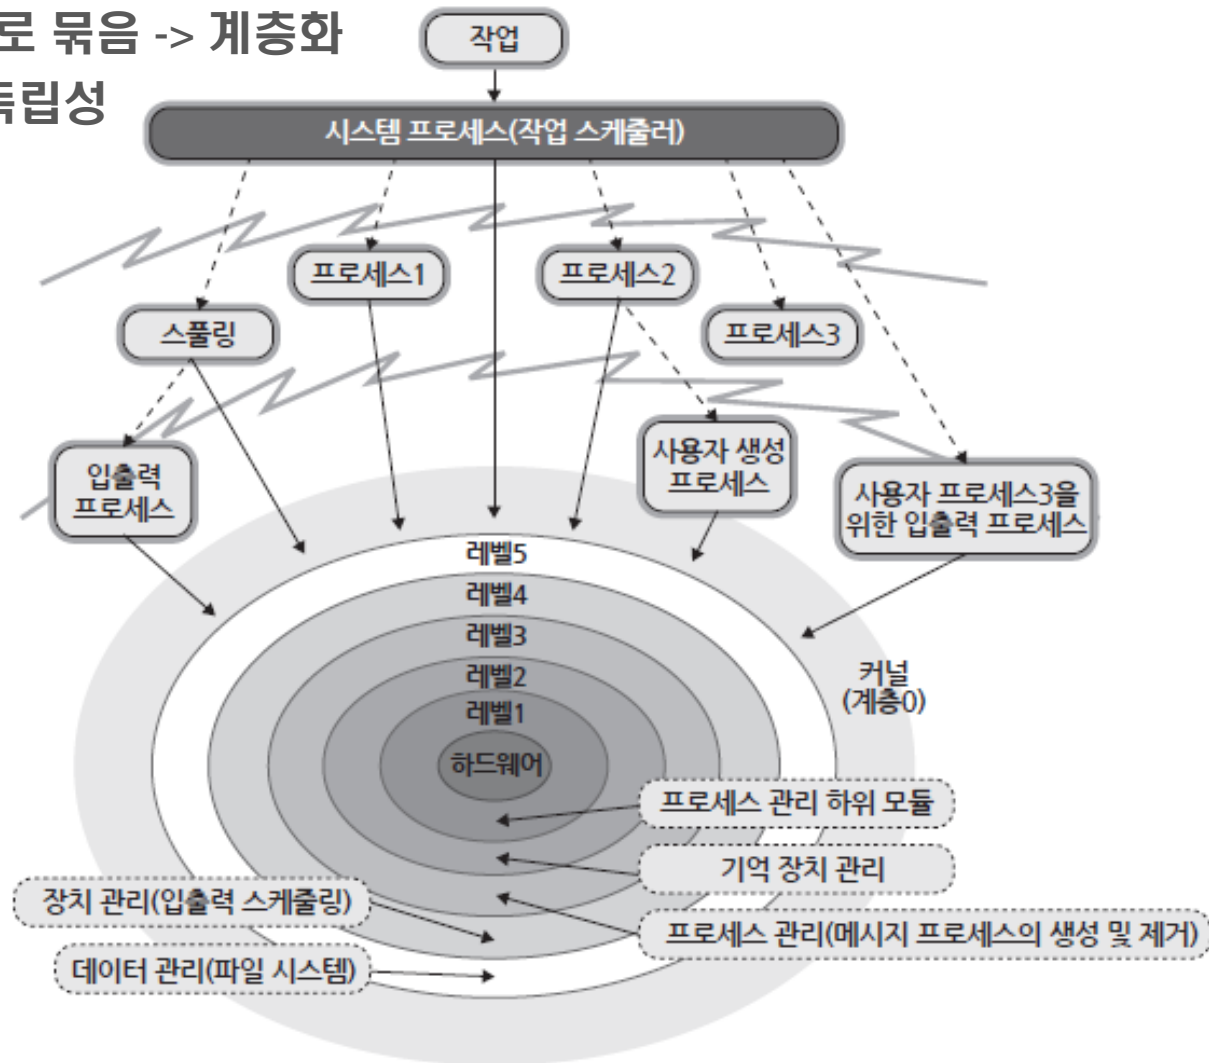 로 묶음 -> 계층화
독립성
작업
시스템 프로세스(작업 스케줄러)
프로세스1
프로세스2
스풀링
프로세스3
입출력
프로세스
사용자 생성
프로세스
사용자 프로세스3을
위한 입출력 프로세스
레벨5
레벨4
레벨3
레벨2
레벨1
하드웨어
커널
(계층0)
프로세스 관리 하위 모듈
기억 장치 관리
장치 관리(입출력 스케줄링)
프로세스 관리(메시지 프로세스의 생성 및 제거)
데이터 관리(파일 시스템)